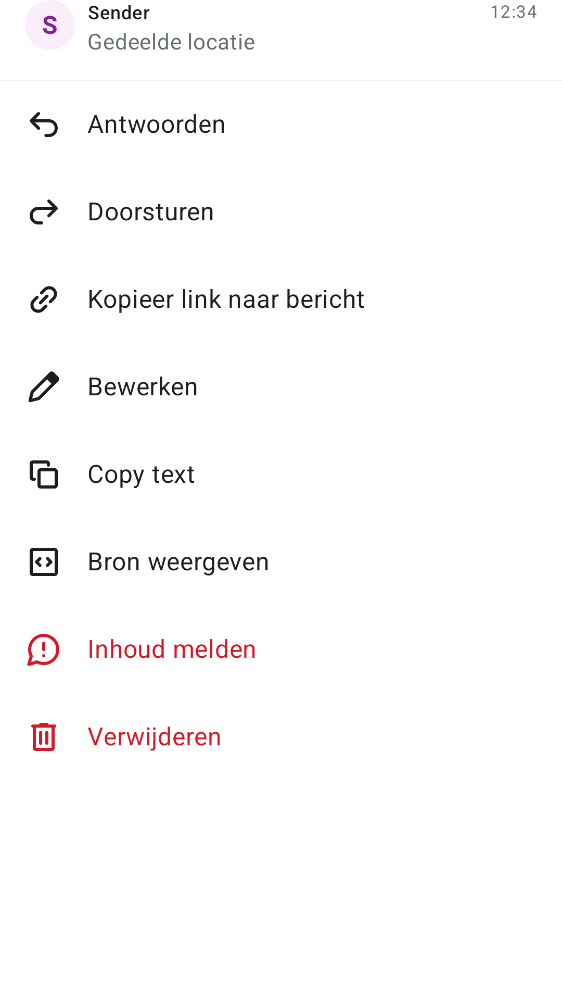 S
Sender
12:34
Gedeelde locatie
Antwoorden
Doorsturen
Kopieer link naar bericht
Bewerken
Copy text
Bron weergeven
Inhoud melden
Verwijderen